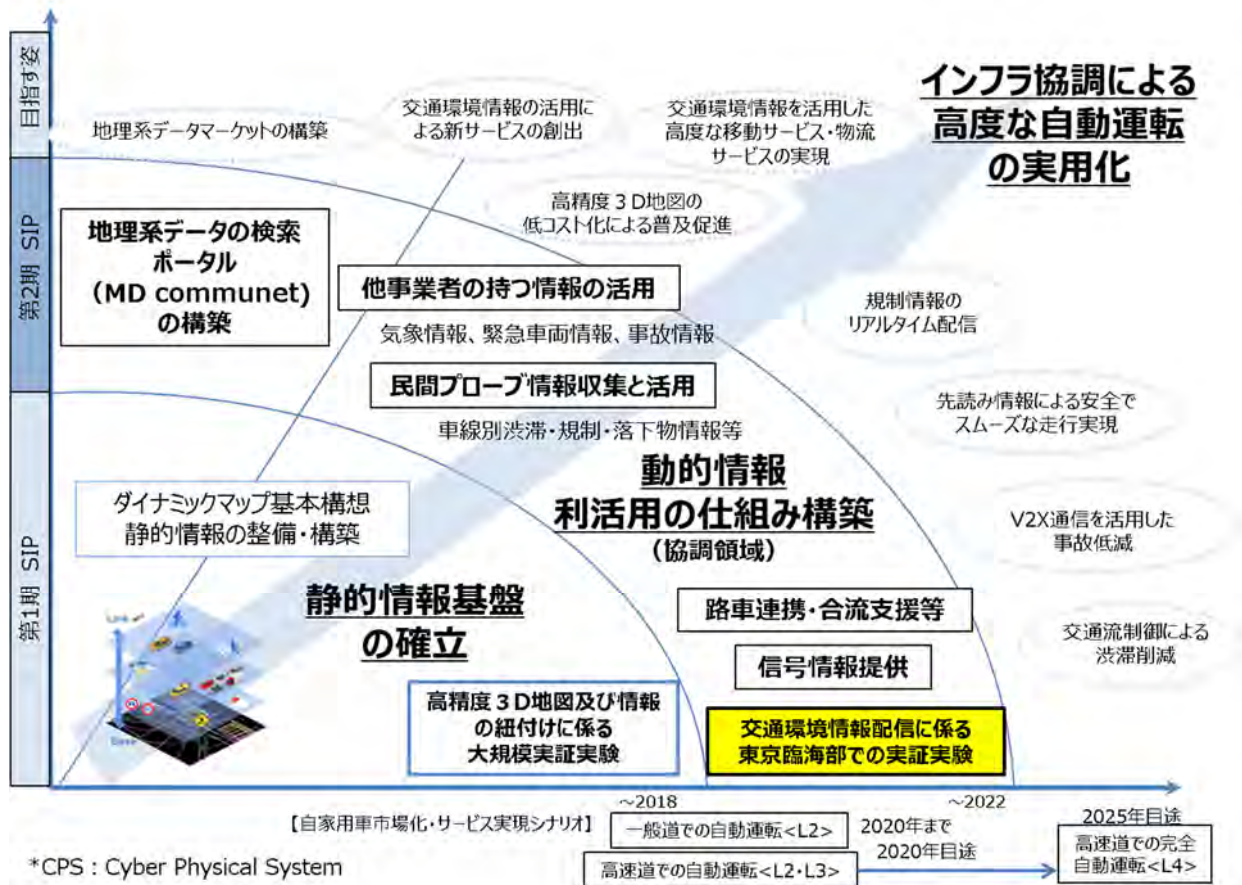 目指す姿
第2期 SIP
第1期 SIP
インフラ協調による
高度な自動運転
の実用化
地理系データマーケットの構築
交通環境情報の活用に
よる新サービスの創出
交通環境情報を活用した
高度な移動サービス・物流
サービスの実現
高精度３Ｄ地図の
低コスト化による普及促進
地理系データの検索
ポータル
（MD communet)
の構築
他事業者の持つ情報の活用
気象情報、緊急車両情報、事故情報
民間プローブ情報収集と活用
車線別渋滞・規制・落下物情報等
規制情報の
リアルタイム配信
先読み情報による安全で
スムーズな走行実現
動的情報
利活用の仕組み構築
（協調領域）
V2X通信を活用した
事故低減
ダイナミックマップ基本構想
静的情報の整備・構築
静的情報基盤
の確立
路車連携・合流支援等
信号情報提供
交通流制御による
渋滞削減
高精度３Ｄ地図及び情報
の紐付けに係る
大規模実証実験
交通環境情報配信に係る
東京臨海部での実証実験
～2018
～2022
2025年目途
【自家用車市場化・サービス実現シナリオ】
一般道での自動運転<L2>
2020年まで
2020年目途
高速道での自動運転<L2・L3>
高速道での完全
自動運転<L4>
*CPS : Cyber Physical System